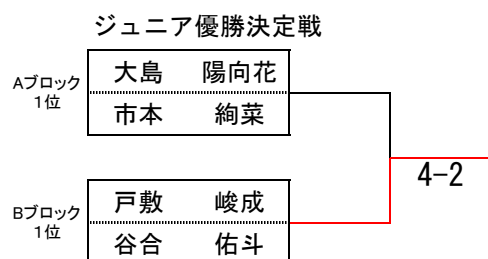 ジュニア優勝決定戦
Aブロック
1位
大島 陽向花
市本 絢菜
4-2
Bブロック
1位
戸敷 峻成
谷合 佑斗